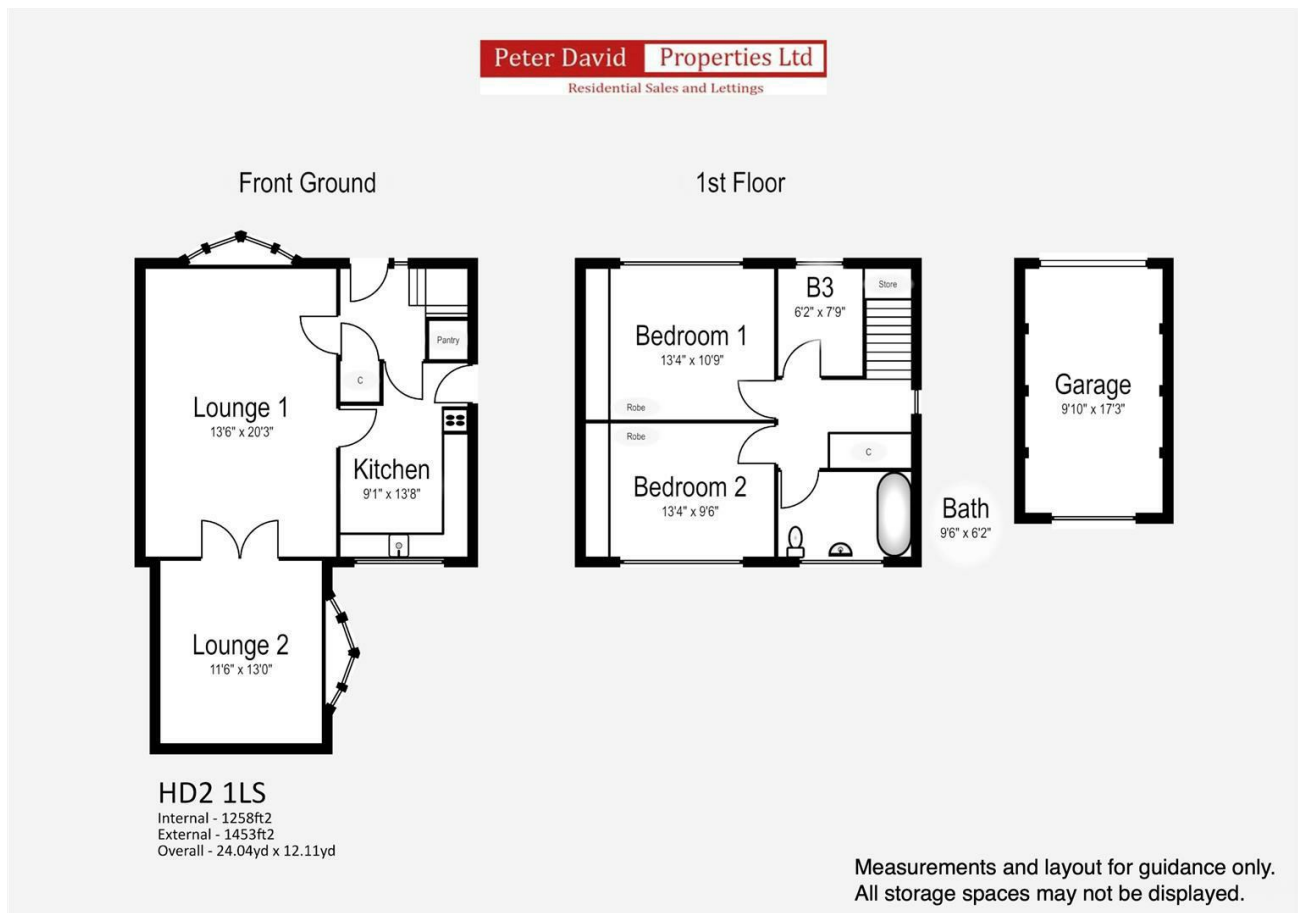 Peter David Properties Ltd
Residential Sales and Lettings
Front Ground
1st Floor
Lounge 1
13'6" x 20'3"
Pantry
C
Kitchen
9'1" x 13'8"
Lounge 2
11'6" x 13'0"
Bedroom 1
13'4" x 10'9"
Robe
Robe
Bedroom 2
13'4" x 9'6"
B3
6'2" x 7'9"
Store
C
Bath
9'6" x 6'2"
Garage
9'10" x 17'3"
HD2 1LS
Internal - 1258ft2
External - 1453ft2
Overall - 24.04yd x 12.11yd
Measurements and layout for guidance only.
All storage spaces may not be displayed.